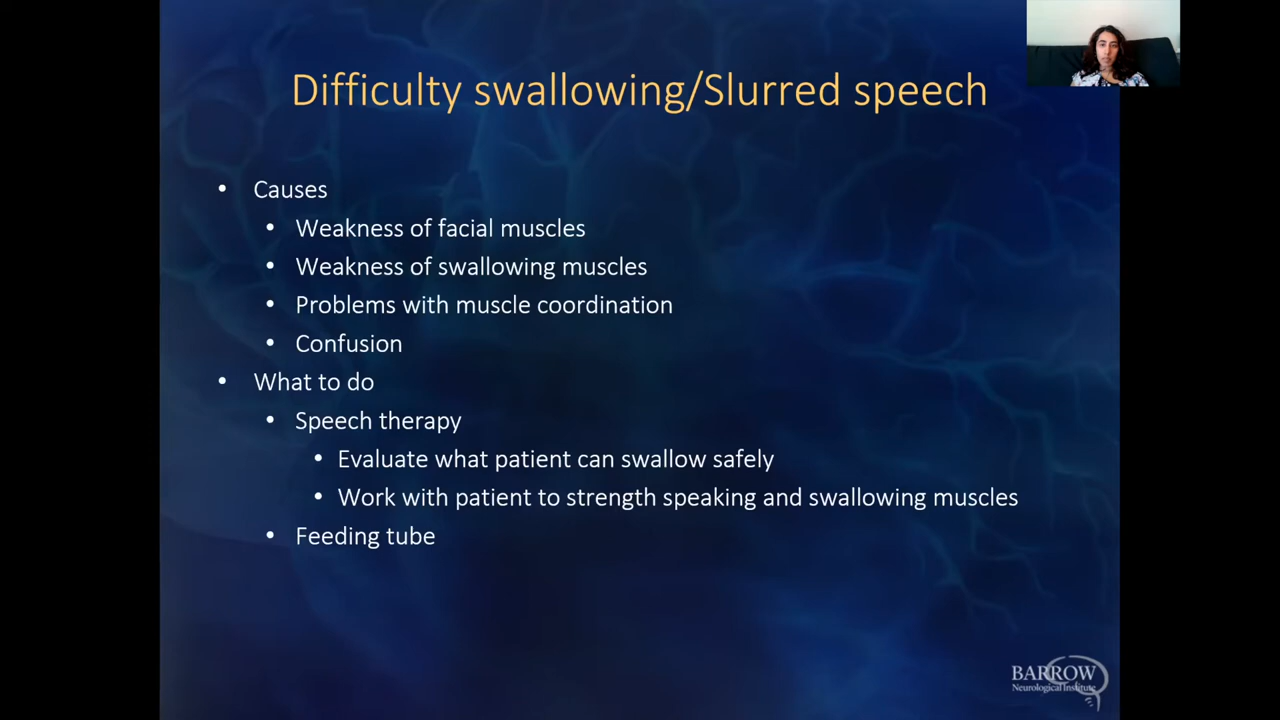 Difficulty swallowing/Slurred speech
• Causes
• Weakness of facial muscles
• Weakness of swallowing muscles
• Problems with muscle coordination
• Confusion
• What to do
• Speech therapy
• Evaluate what patient can swallow safely
• Work with patient to strength speaking and swallowing muscles
• Feeding tube
BARROW
Neurological Institute